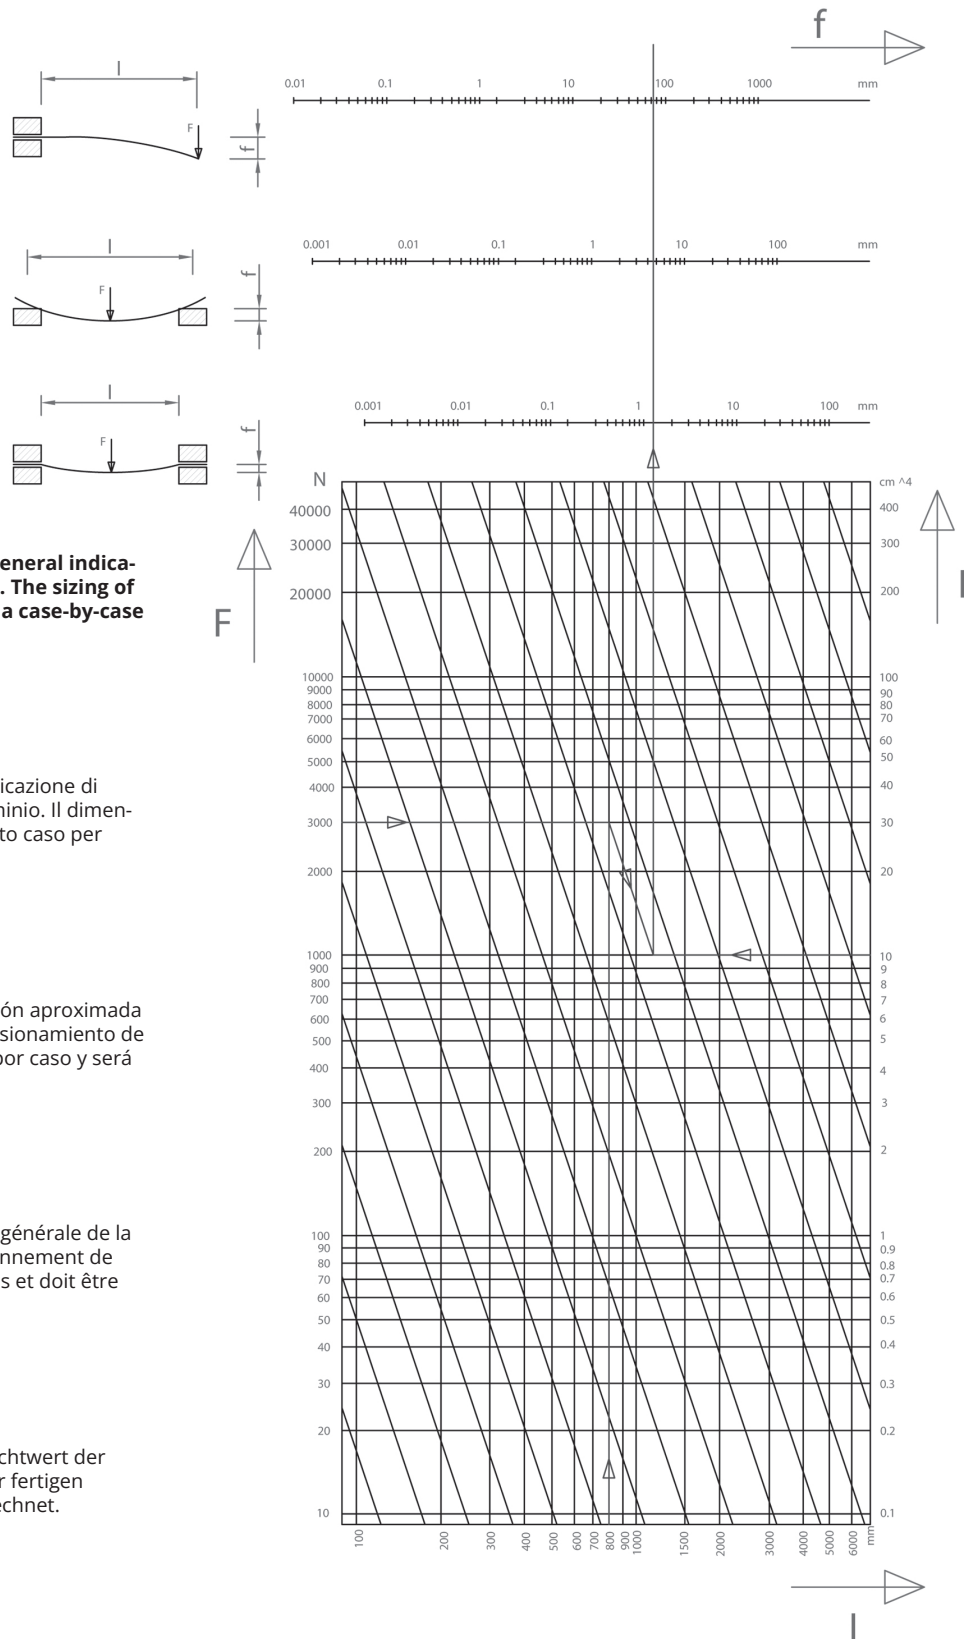 f
l
0.01 0.1 1 10 100 1000 mm
F
f
l
0.001 0.01 0.1 1 10 100 mm
f
F
l
0.001 0.01 0.1 1 10 100 mm
f
F
N
cm ^4
40000
400
30000
300
eneral indica-
. The sizing of
a case-by-case
20000
200
F
10000
100
9000
90
8000
80
7000
70
6000
60
5000
50
icazione di
ninio. Il dimen-
to caso per
4000
40
3000
30
2000
20
1000
10
900
9
800
8
700
7
ón aproximada
sionamiento de
por caso y será
600
6
500
5
400
4
300
3
200
2
générale de la
nnement de
s et doit être
100
1
90
0.9
80
0.8
70
0.7
60
0.6
50
0.5
40
0.4
30
0.3
20
0.2
chtwert der
r fertigen
echnet.
10
0.1
100 200 300 400 500 600 700 800 900 1000 1500 2000 3000 4000 5000 6000 mm
l